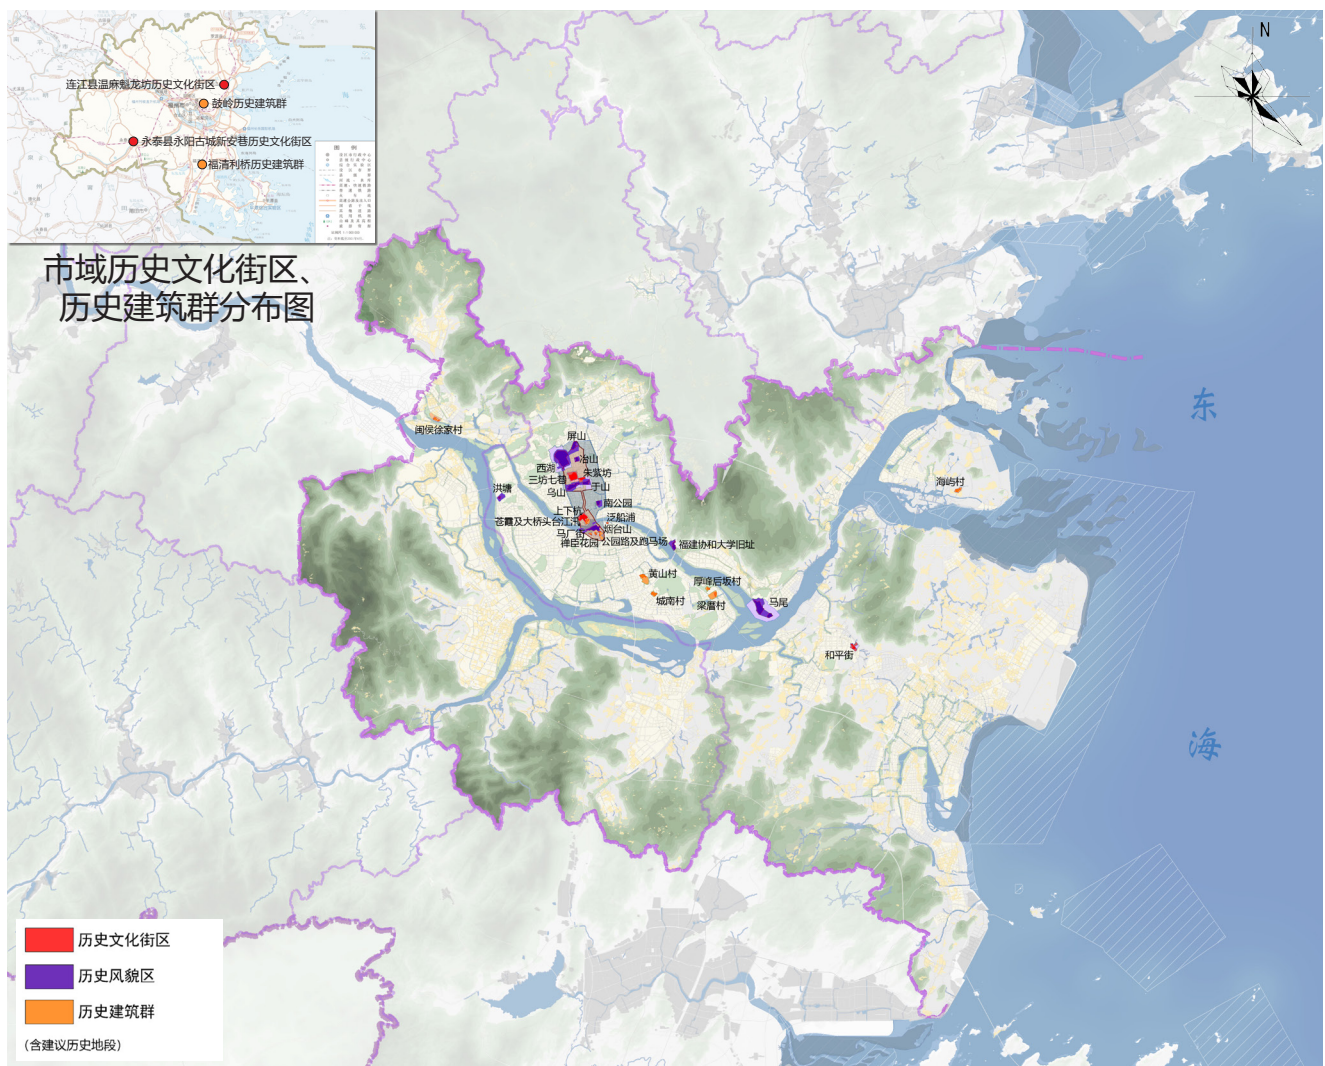 连江县温麻魁龙坊历史文化街区
鼓岭历史建筑群
永泰县永阳古城新安巷历史文化街区
福清利桥历史建筑群
图 例
市域历史文化街区、
历史建筑群分布图
N
东
海
闽侯徐家村
屏山
冶山
西湖
朱紫坊
三坊七巷
于山
乌山
洪塘
南公园
上下杭
泛船浦
苍霞及大桥头台江汛
烟台山
马厂街
公园路及跑马场
禅臣花园
福建协和大学旧址
黄山村
厚峰后坂村
城南村
梁厝村
马尾
和平街
海屿村
历史文化街区
历史风貌区
历史建筑群
（含建议历史地段）